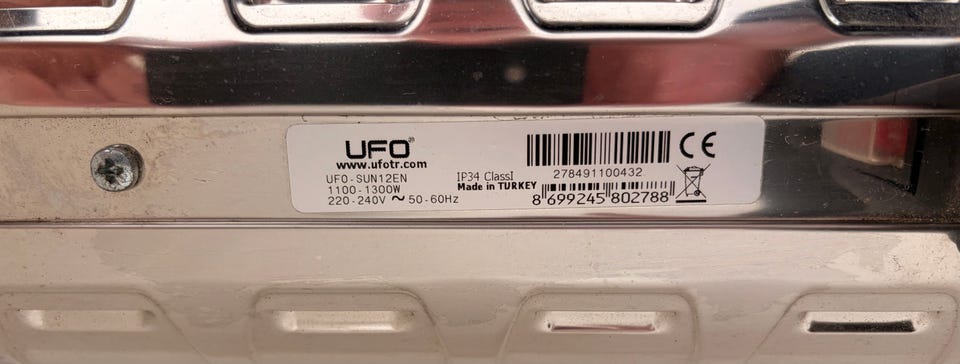 UFO®
www.ufotr.com
UFO-SUN12EN
1100-1300W
220-240V ~ 50-60Hz
IP34 ClassI
Made in TURKEY
278491100432
8 699245 802788
CE